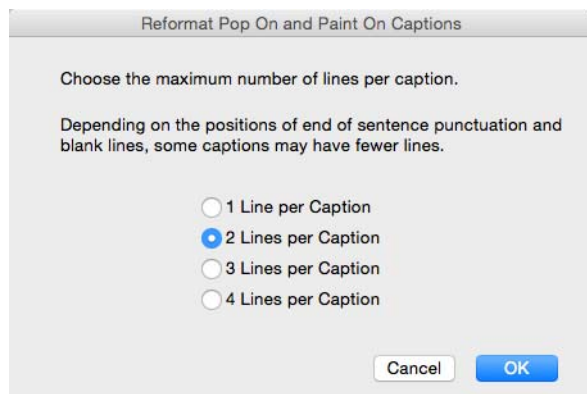 Reformat Pop On and Paint On Captions
Choose the maximum number of lines per caption.
Depending on the positions of end of sentence punctuation and
blank lines, some captions may have fewer lines.
1 Line per Caption
2 Lines per Caption
3 Lines per Caption
4 Lines per Caption
Cancel OK